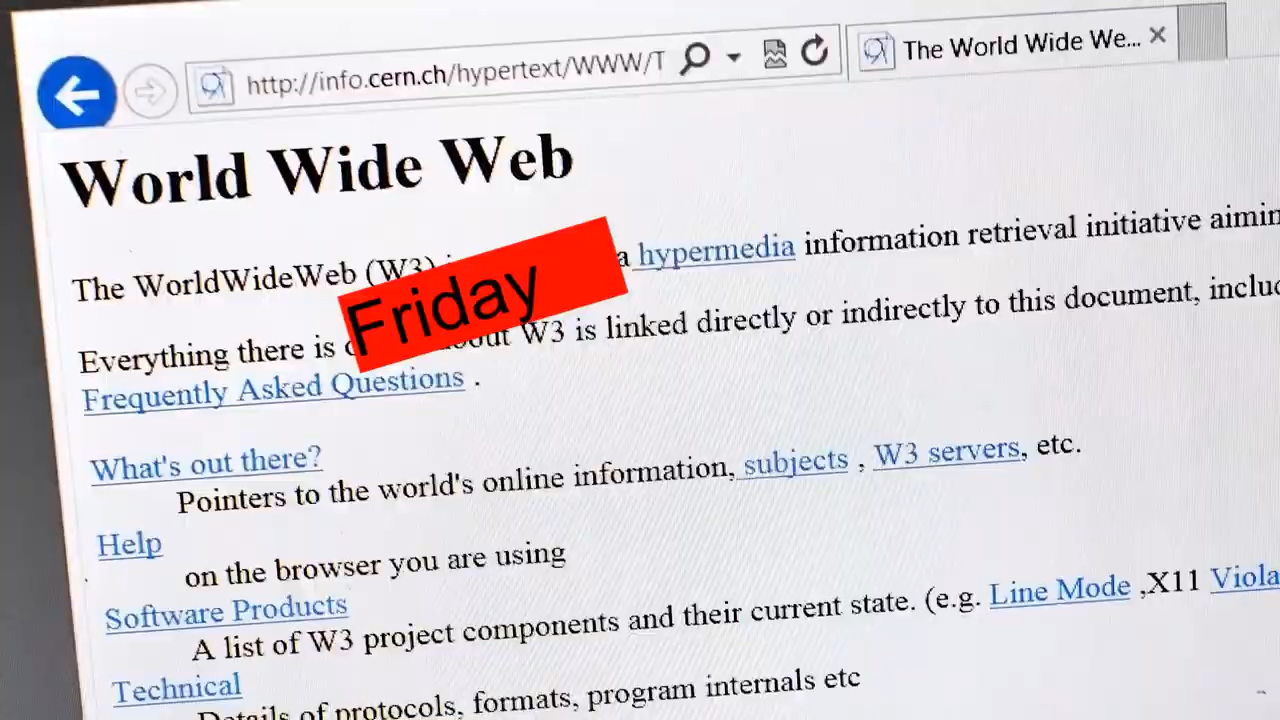 http://info.cern.ch/hypertext/WWW/T
The World Wide We...
World Wide Web
The WorldWideWeb (W3) a hypermedia information retrieval initiative aimin
Friday
Everything there is about W3 is linked directly or indirectly to this document, includ
Frequently Asked Questions .
What's out there?
Pointers to the world's online information, subjects , W3 servers, etc.
Help
on the browser you are using
Software Products
A list of W3 project components and their current state. (e.g. Line Mode ,X11 Viola
Technical
Details of protocols, formats, program internals etc